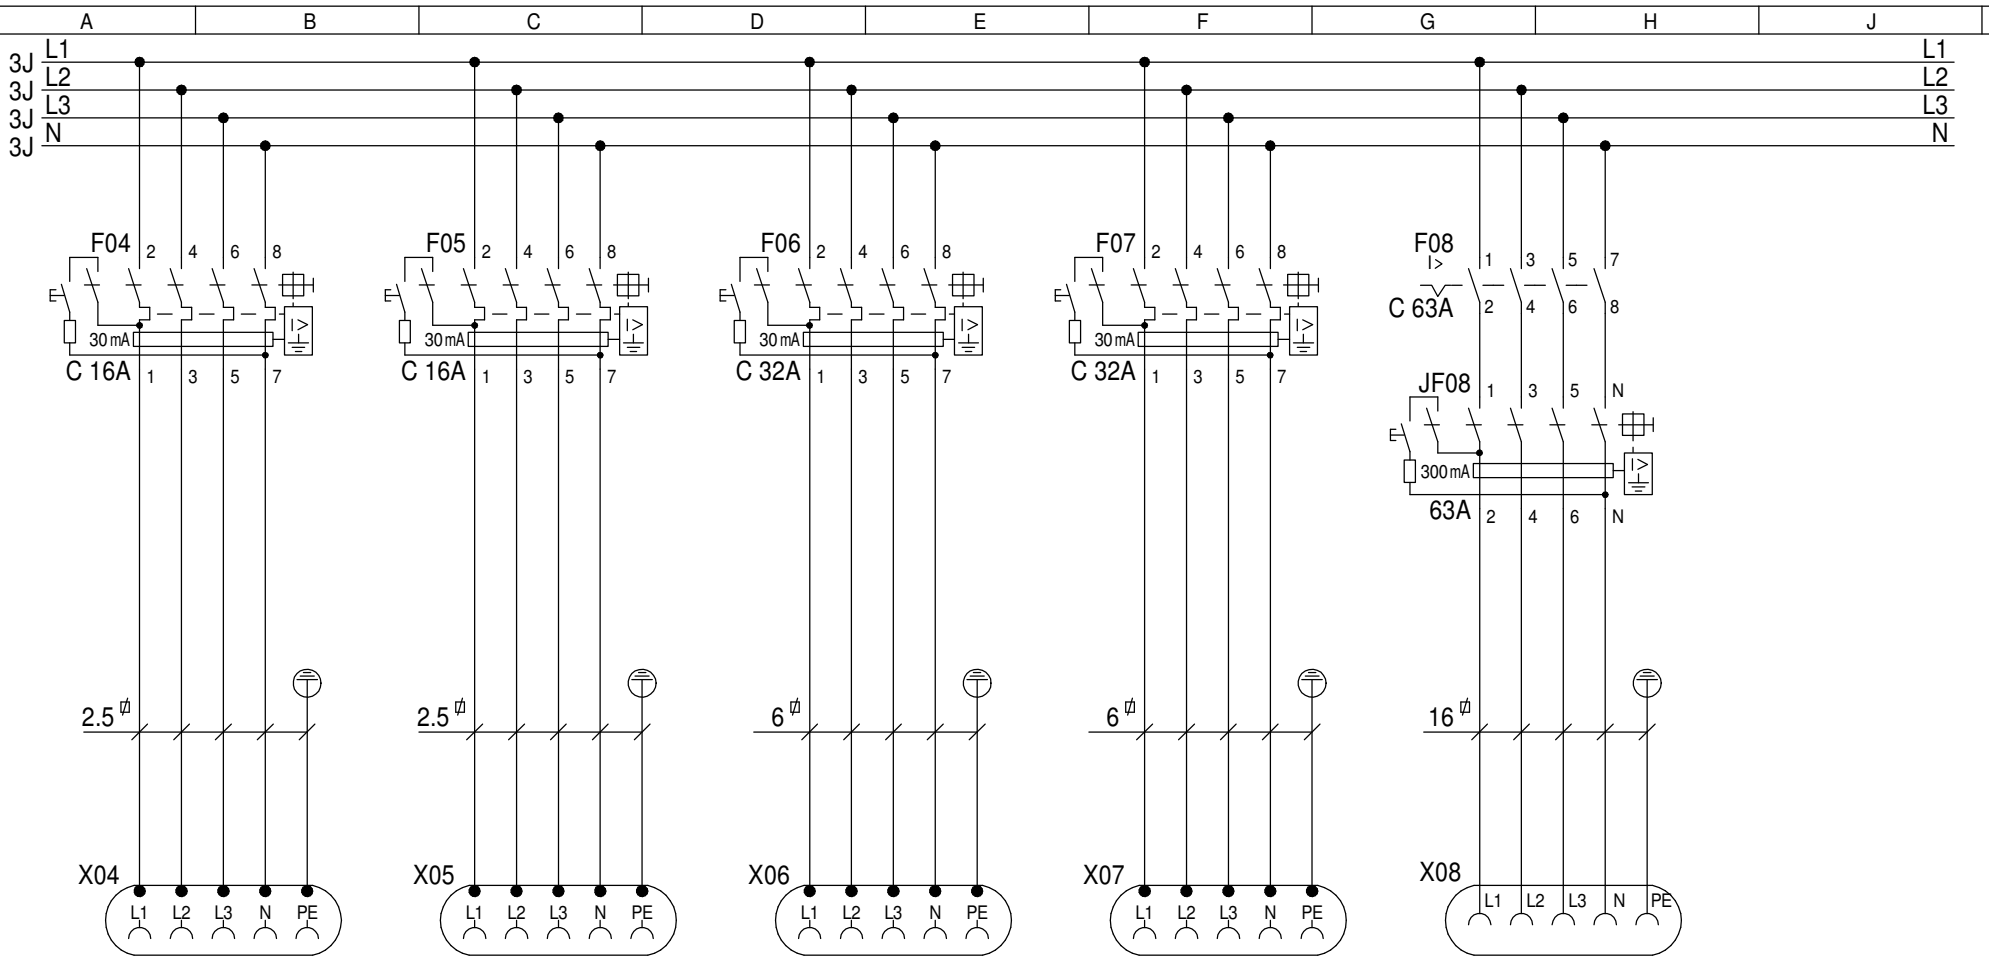 A B C D E F G H J
3J L1 L1
3J L2 L2
3J L3 L3
3J N N
F04 2 4 6 8 F05 2 4 6 8 F06 2 4 6 8 F07 2 4 6 8 F08 1 3 5 7
I>
C 63A 2 4 6 8
30 mA I> 30 mA I> 30 mA I> 30 mA I>
C 16A 1 3 5 7 C 16A 1 3 5 7 C 32A 1 3 5 7 C 32A 1 3 5 7
JF08 1 3 5 N
300 mA I>
63A 2 4 6 N
2.5 2.5 6 6 16
X04 X05 X06 X07 X08
L1 L2 L3 N PE L1 L2 L3 N PE L1 L2 L3 N PE L1 L2 L3 N PE L1 L2 L3 N PE